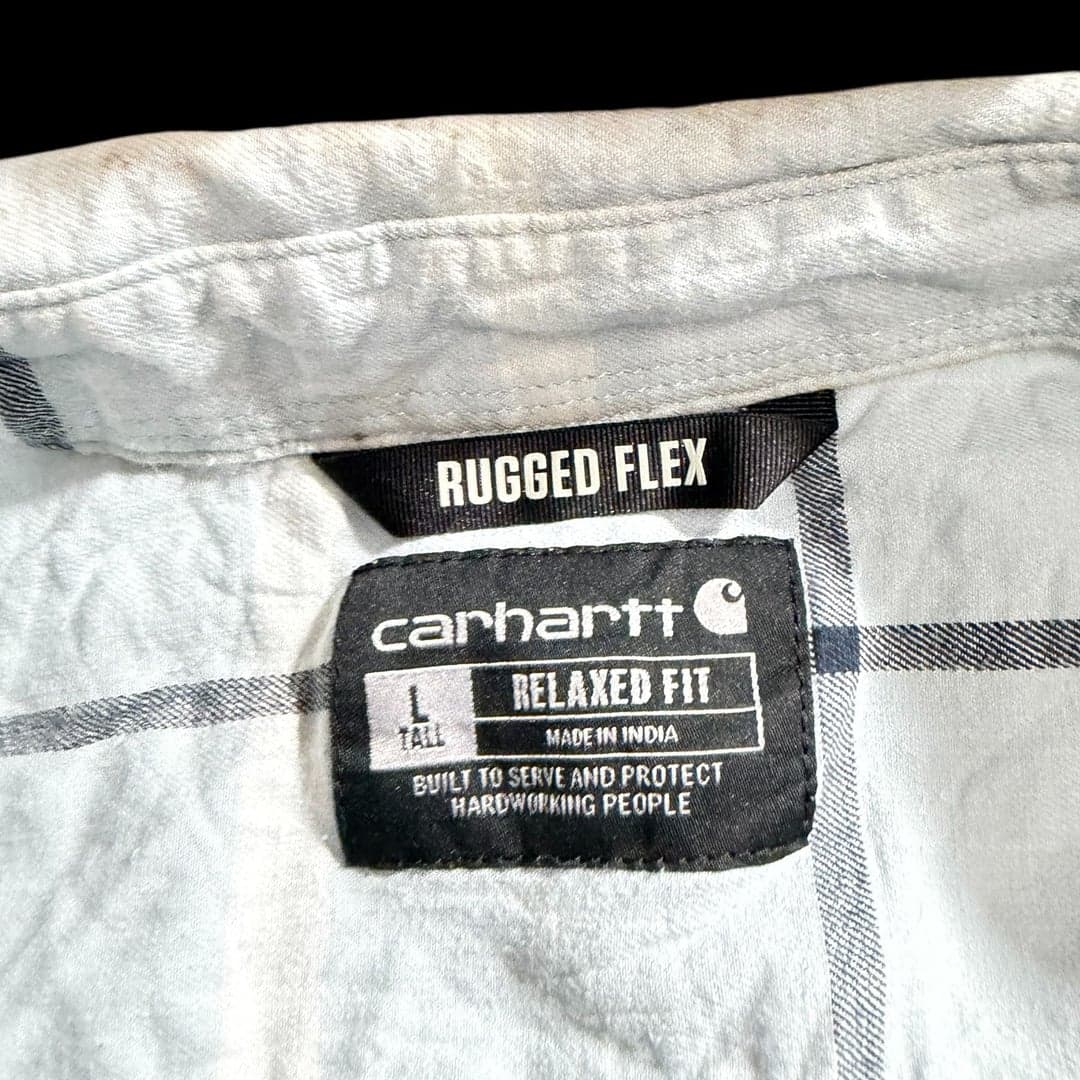 RUGGED FLEX
carhartt
L
TALL
RELAXED FIT
MADE IN INDIA
BUILT TO SERVE AND PROTECT
HARDWORKING PEOPLE